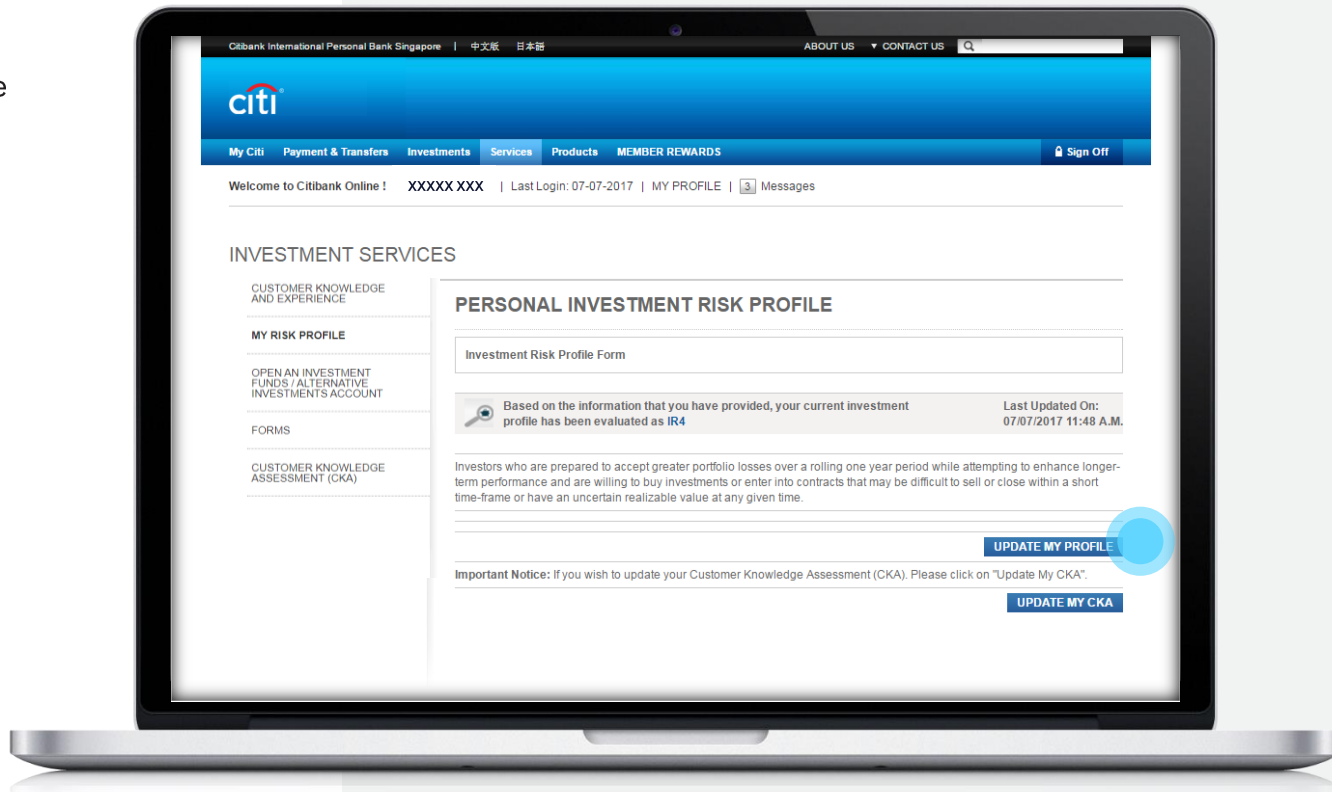 e
Citibank International Personal Bank Singapore | 中文版 日本語 ABOUT US ▼ CONTACT US
citi
My Citi Payment & Transfers Investments Services Products MEMBER REWARDS Sign Off
Welcome to Citibank Online ! XXXXX XXX | Last Login: 07-07-2017 | MY PROFILE | 3 Messages
INVESTMENT SERVICES
CUSTOMER KNOWLEDGE
AND EXPERIENCE
MY RISK PROFILE
OPEN AN INVESTMENT
FUNDS / ALTERNATIVE
INVESTMENTS ACCOUNT
FORMS
CUSTOMER KNOWLEDGE
ASSESSMENT (CKA)
PERSONAL INVESTMENT RISK PROFILE
Investment Risk Profile Form
Based on the information that you have provided, your current investment
profile has been evaluated as IR4
Last Updated On:
07/07/2017 11:48 A.M.
Investors who are prepared to accept greater portfolio losses over a rolling one year period while attempting to enhance longer-
term performance and are willing to buy investments or enter into contracts that may be difficult to sell or close within a short
time-frame or have an uncertain realizable value at any given time.
UPDATE MY PROFILE
Important Notice: If you wish to update your Customer Knowledge Assessment (CKA). Please click on "Update My CKA".
UPDATE MY CKA